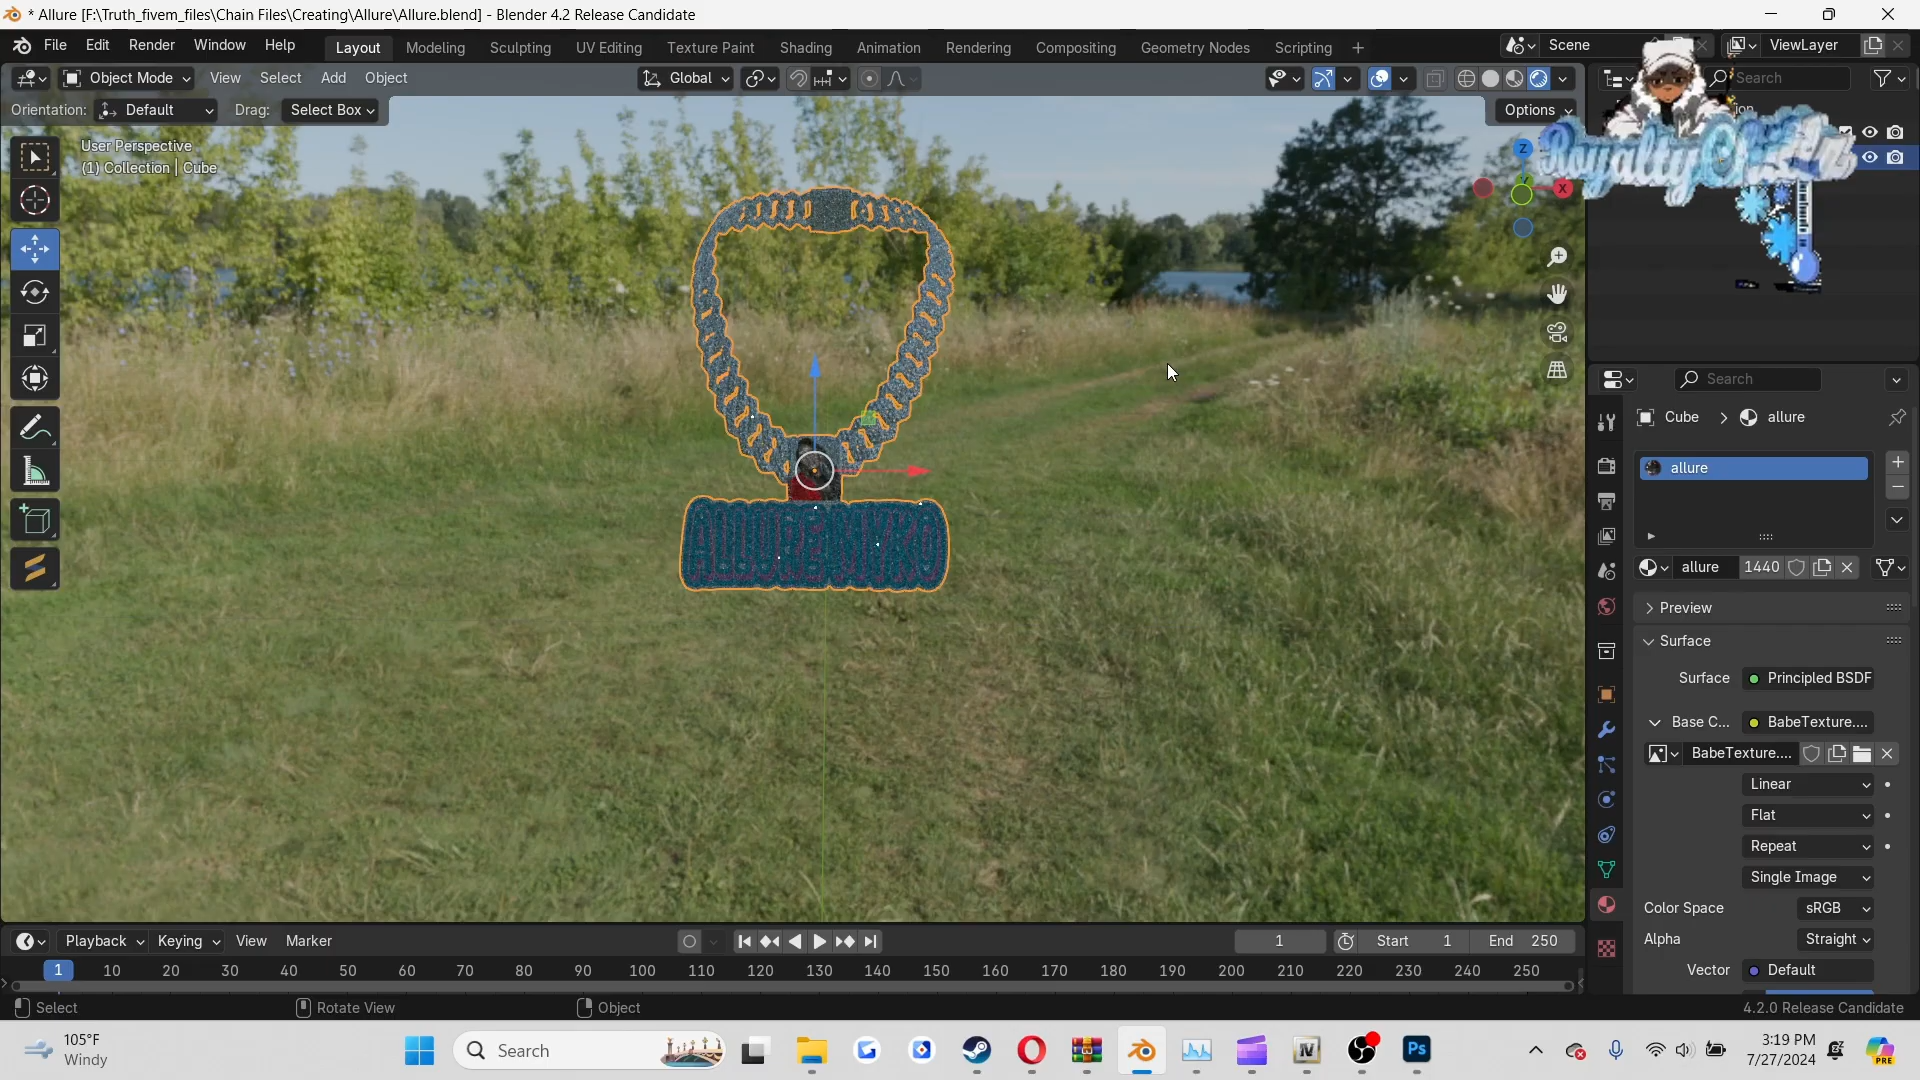 * Allure [F:\Truth_fivem_files\Chain Files\Creating\Allure\Allure.blend] - Blender 4.2 Release Candidate
File Edit Render Window Help Layout Modeling Sculpting UV Editing Texture Paint Shading Animation Rendering Compositing Geometry Nodes Scripting + Scene ViewLayer
Object Mode View Select Add Object Global Search
Orientation: Default Drag: Select Box Options
User Perspective
(1) Collection | Cube
Z
X
ALLURE NYKO
Search
Cube > allure
allure
allure 1440
Preview
Surface
Surface Principled BSDF
Base C... BabeTexture....
BabeTexture....
Linear
Flat
Repeat
Single Image
Color Space sRGB
Alpha Straight
Vector Default
Playback Keying View Marker 1 Start 1 End 250
1 10 20 30 40 50 60 70 80 90 100 110 120 130 140 150 160 170 180 190 200 210 220 230 240 250
Select Rotate View Object 4.2.0 Release Candidate
105°F
Windy
Search
Ps
3:19 PM
7/27/2024
PRE